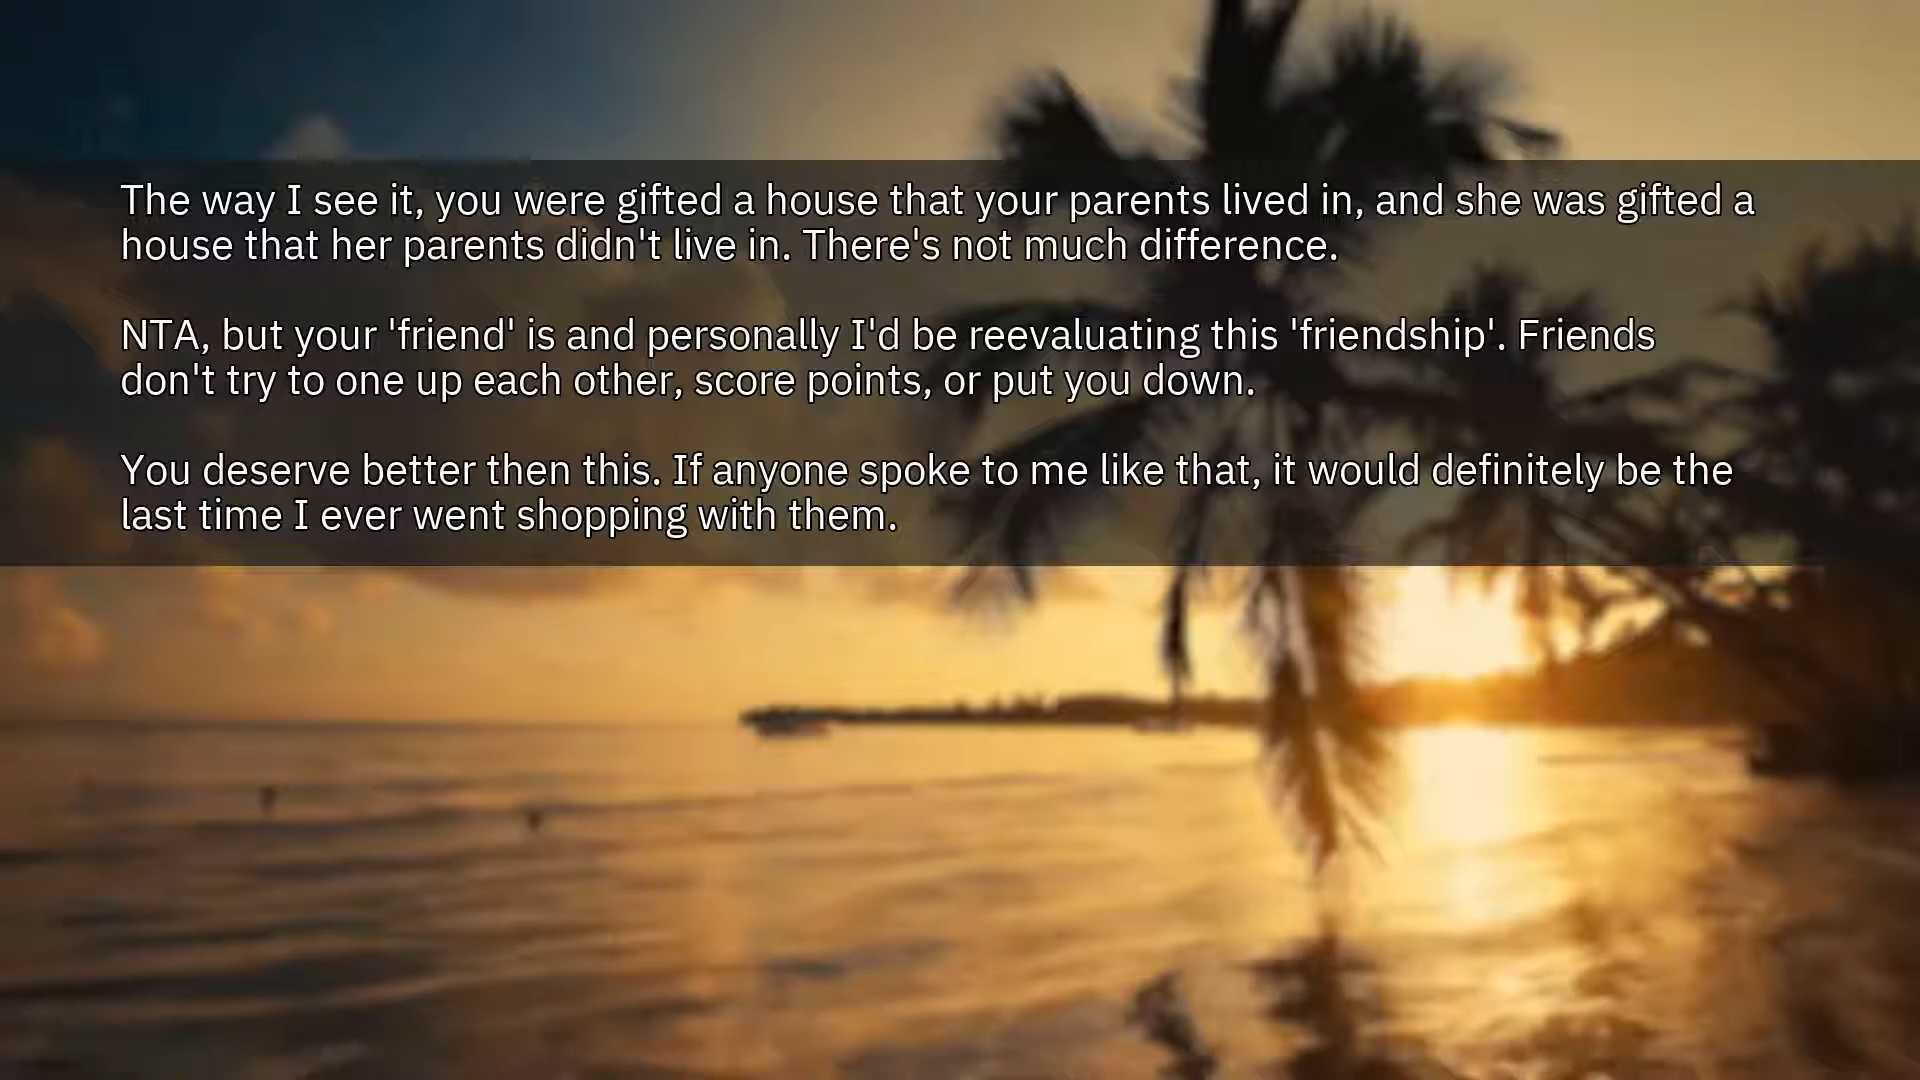 The way I see it, you were gifted a house that your parents lived in, and she was gifted a
house that her parents didn't live in. There's not much difference.
NTA, but your 'friend' is and personally I'd be reevaluating this 'friendship'. Friends
don't try to one up each other, score points, or put you down.
You deserve better then this. If anyone spoke to me like that, it would definitely be the
last time I ever went shopping with them.